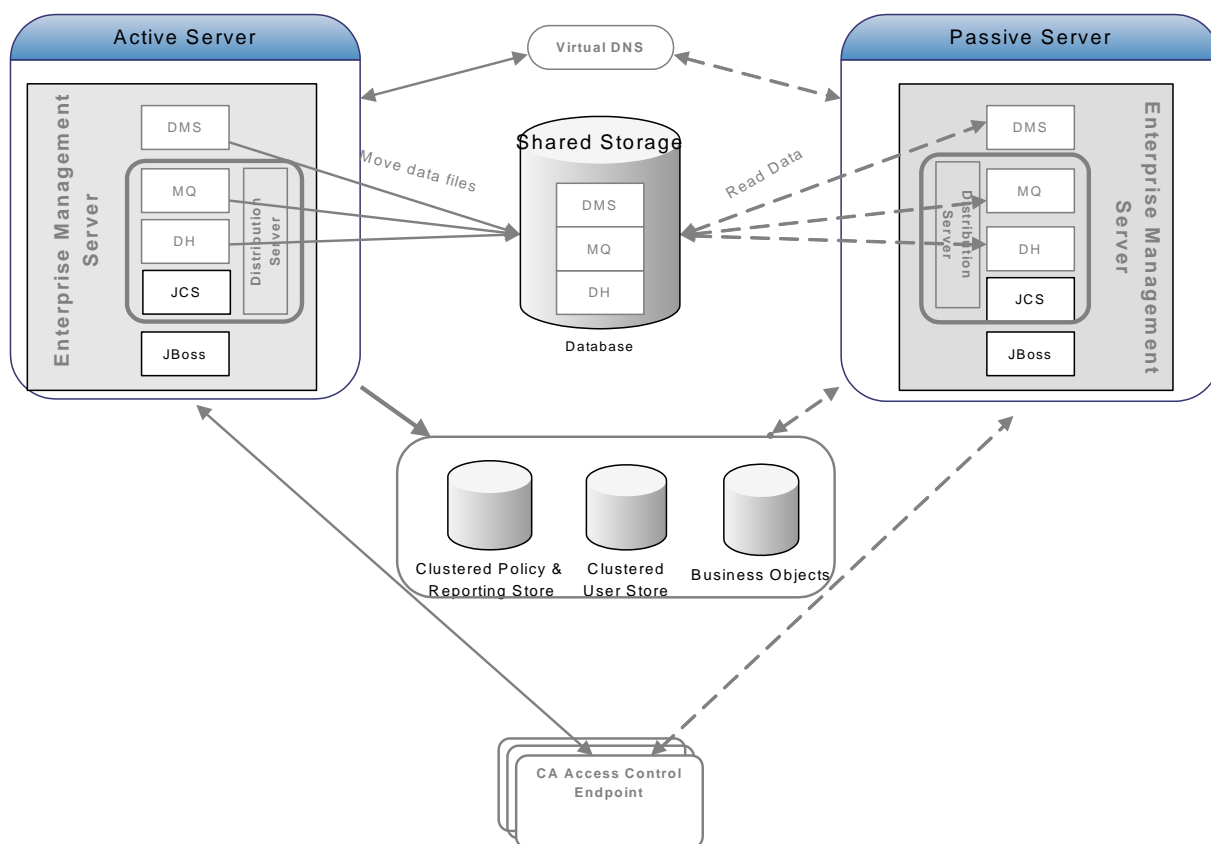 Active Server
Virtual DNS
Passive Server
Enterprise Management
Server
DMS
MQ
DH
JCS
JBoss
Distribution
Server
Move data files
Shared Storage
DMS
MQ
DH
Database
Read Data
DMS
MQ
DH
JCS
JBoss
Distribution
Server
Enterprise Management
Server
Clustered Policy &
Reporting Store
Clustered
User Store
Business Objects
CA Access Control
Endpoint